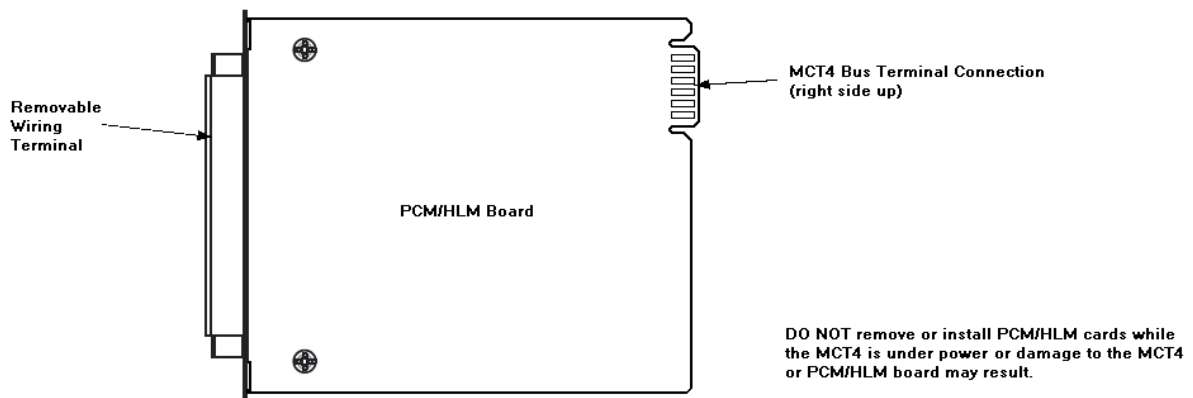 MCT4 Bus Terminal Connection
(right side up)
Removable
Wiring
Terminal
PCM/HLM Board
DO NOT remove or install PCM/HLM cards while
the MCT4 is under power or damage to the MCT4
or PCM/HLM board may result.